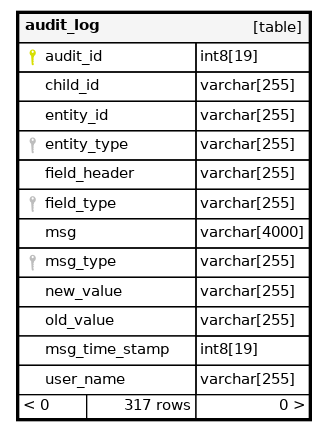 audit_log [table]
audit_id int8[19]
child_id varchar[255]
entity_id varchar[255]
entity_type varchar[255]
field_header varchar[255]
field_type varchar[255]
msg varchar[4000]
msg_type varchar[255]
new_value varchar[255]
old_value varchar[255]
msg_time_stamp int8[19]
user_name varchar[255]
< 0 317 rows 0 >